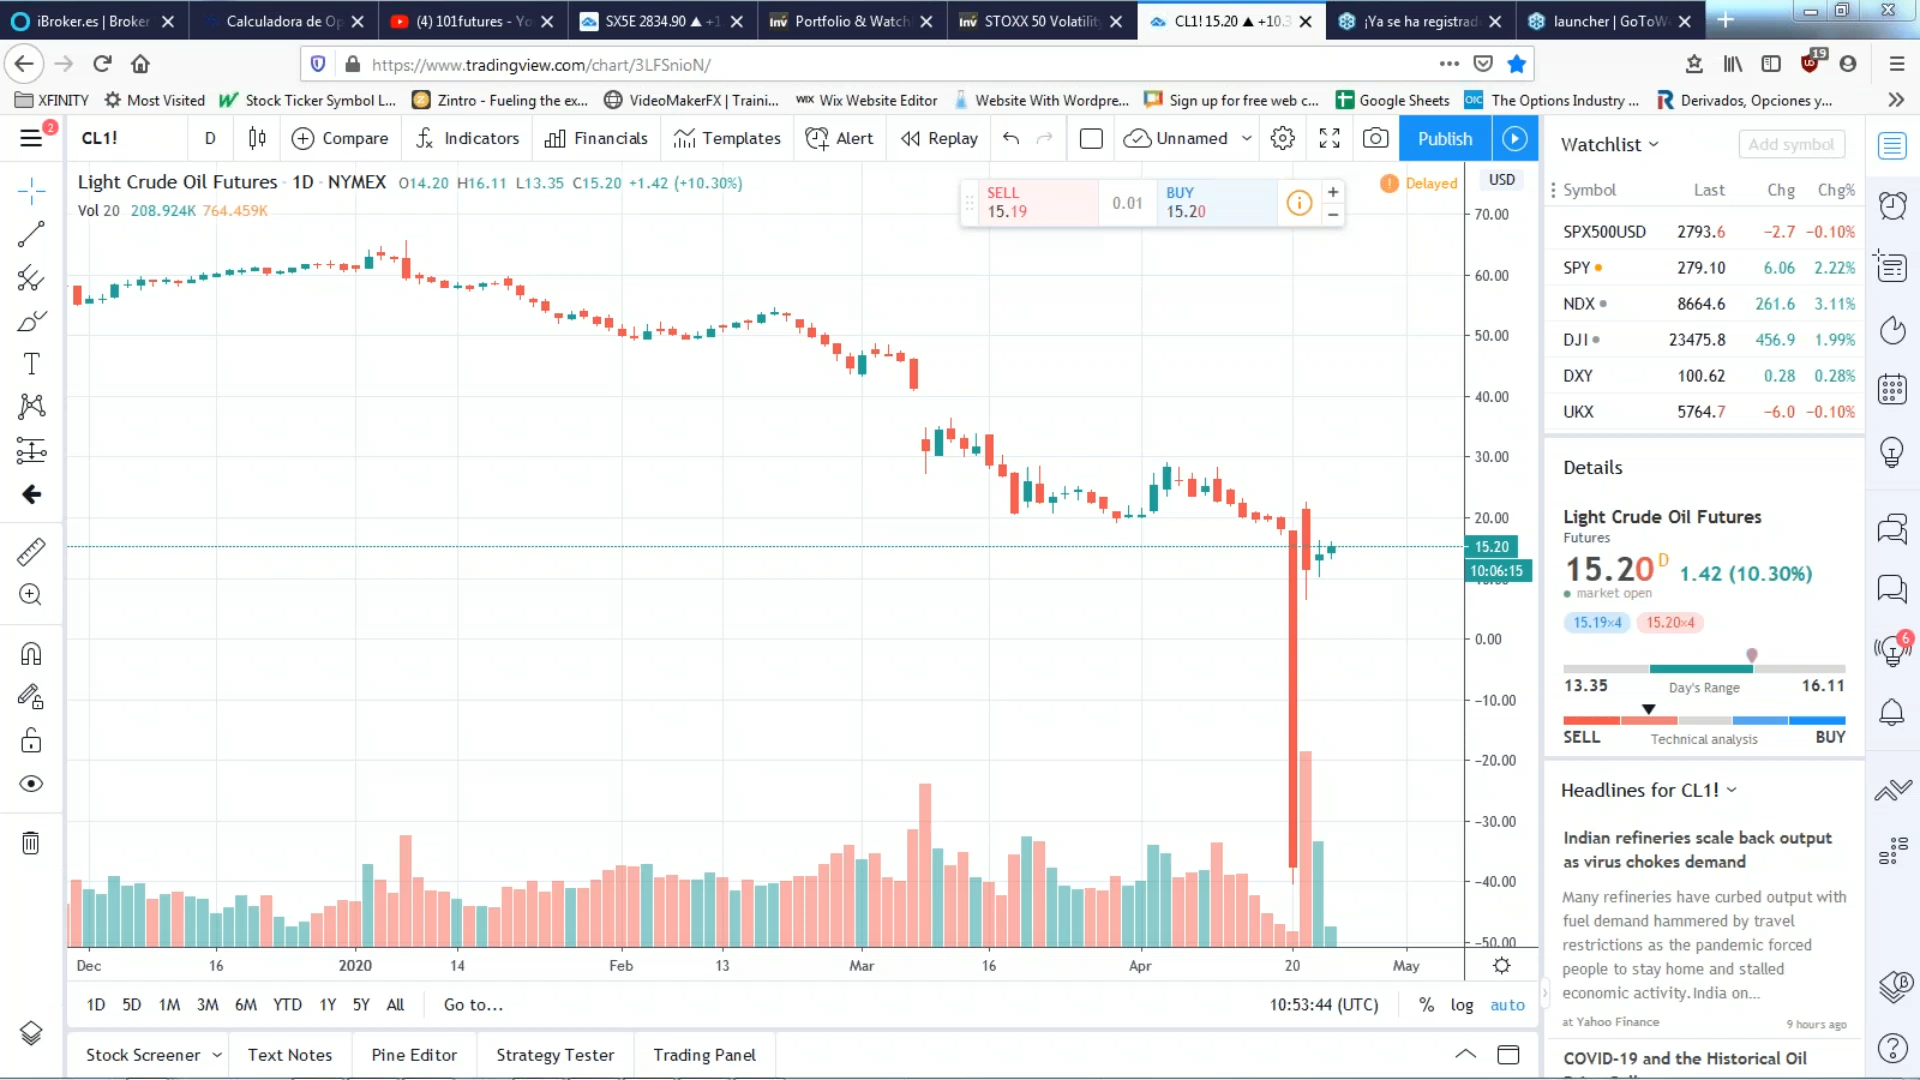 iBroker.es | Broker
Calculadora de Op
(4) 101futures - Yo
SX5E 2834.90 ▲ +1
Portfolio & Watch
STOXX 50 Volatility
CL1! 15.20 ▲ +10.3
¡Ya se ha registrad
launcher | GoToW
https://www.tradingview.com/chart/3LFSnioN/
19
XFINITY
Most Visited
Stock Ticker Symbol L...
Zintro - Fueling the ex...
VideoMakerFX | Traini...
WIX Wix Website Editor
Website With Wordpre...
Sign up for free web c...
Google Sheets
OIC The Options Industry ...
Derivados, Opciones y...
2
CL1!
D
Compare
Indicators
Financials
Templates
Alert
Replay
Unnamed
Publish
Light Crude Oil Futures · 1D · NYMEX O14.20 H16.11 L13.35 C15.20 +1.42 (+10.30%)
Vol 20 208.924K 764.459K
SELL
15.19
0.01
BUY
15.20
Delayed
USD
70.00
60.00
50.00
40.00
30.00
20.00
15.20
10:06:15
0.00
−10.00
−20.00
−30.00
−40.00
−50.00
Dec 16 2020 14 Feb 13 Mar 16 Apr 20 May
1D 5D 1M 3M 6M YTD 1Y 5Y All Go to...
10:53:44 (UTC) % log auto
Stock Screener Text Notes Pine Editor Strategy Tester Trading Panel
Watchlist
Add symbol
Symbol Last Chg Chg%
SPX500USD 2793.6 −2.7 −0.10%
SPY 279.10 6.06 2.22%
NDX 8664.6 261.6 3.11%
DJI 23475.8 456.9 1.99%
DXY 100.62 0.28 0.28%
UKX 5764.7 −6.0 −0.10%
Details
Light Crude Oil Futures
Futures
15.20 D 1.42 (10.30%)
market open
15.19×4 15.20×4
13.35 Day's Range 16.11
SELL Technical analysis BUY
Headlines for CL1!
Indian refineries scale back output
as virus chokes demand
Many refineries have curbed output with
fuel demand hammered by travel
restrictions as the pandemic forced
people to stay home and stalled
economic activity. India on...
at Yahoo Finance 9 hours ago
COVID-19 and the Historical Oil
6